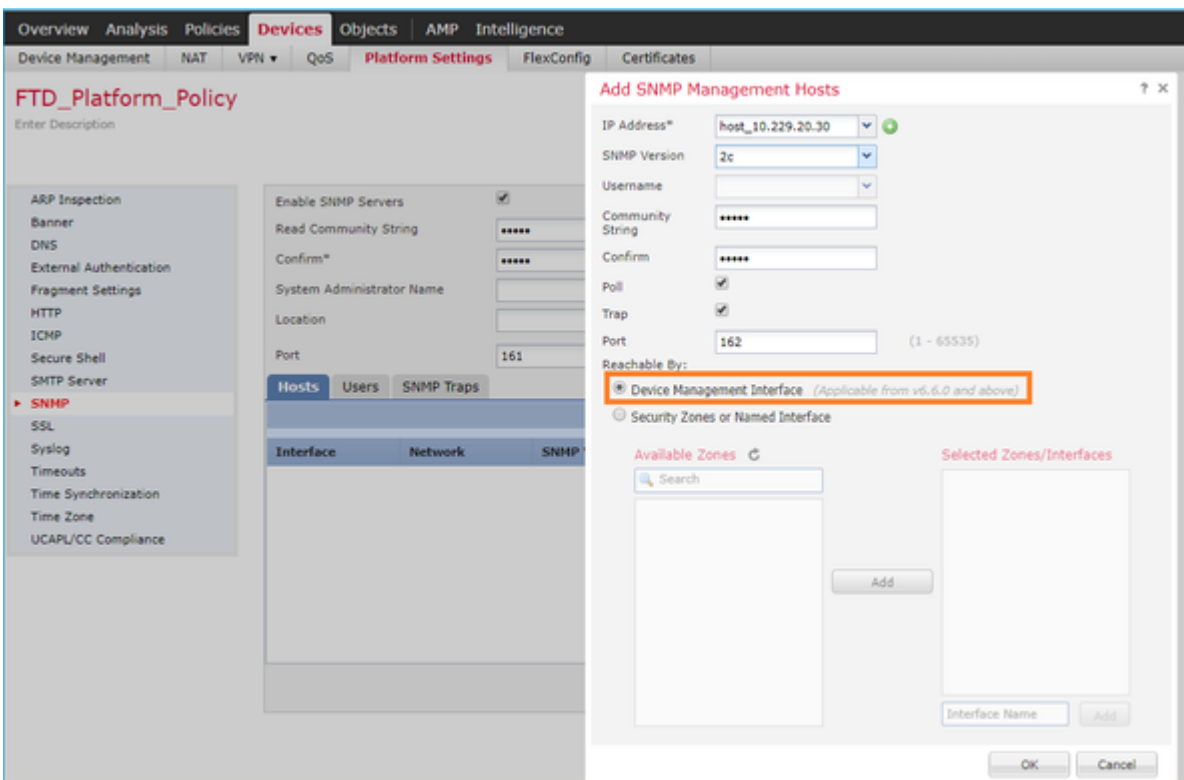 Overview Analysis Policies Devices Objects AMP Intelligence
Device Management NAT VPN ▾ QoS Platform Settings FlexConfig Certificates
FTD_Platform_Policy
Enter Description
ARP Inspection
Banner
DNS
External Authentication
Fragment Settings
HTTP
ICMP
Secure Shell
SMTP Server
SNMP
SSL
Syslog
Timeouts
Time Synchronization
Time Zone
UCAPL/CC Compliance
Enable SNMP Servers
Read Community String •••••
Confirm* •••••
System Administrator Name
Location
Port 161
Hosts Users SNMP Traps
Interface Network SNMP
Add SNMP Management Hosts ? ×
IP Address* host_10.229.20.30
SNMP Version 2c
Username
Community
String •••••
Confirm •••••
Poll
Trap
Port 162 (1 - 65535)
Reachable By:
Device Management Interface (Applicable from v6.6.0 and above)
Security Zones or Named Interface
Available Zones
Search
Add
Selected Zones/Interfaces
Interface Name Add
OK Cancel